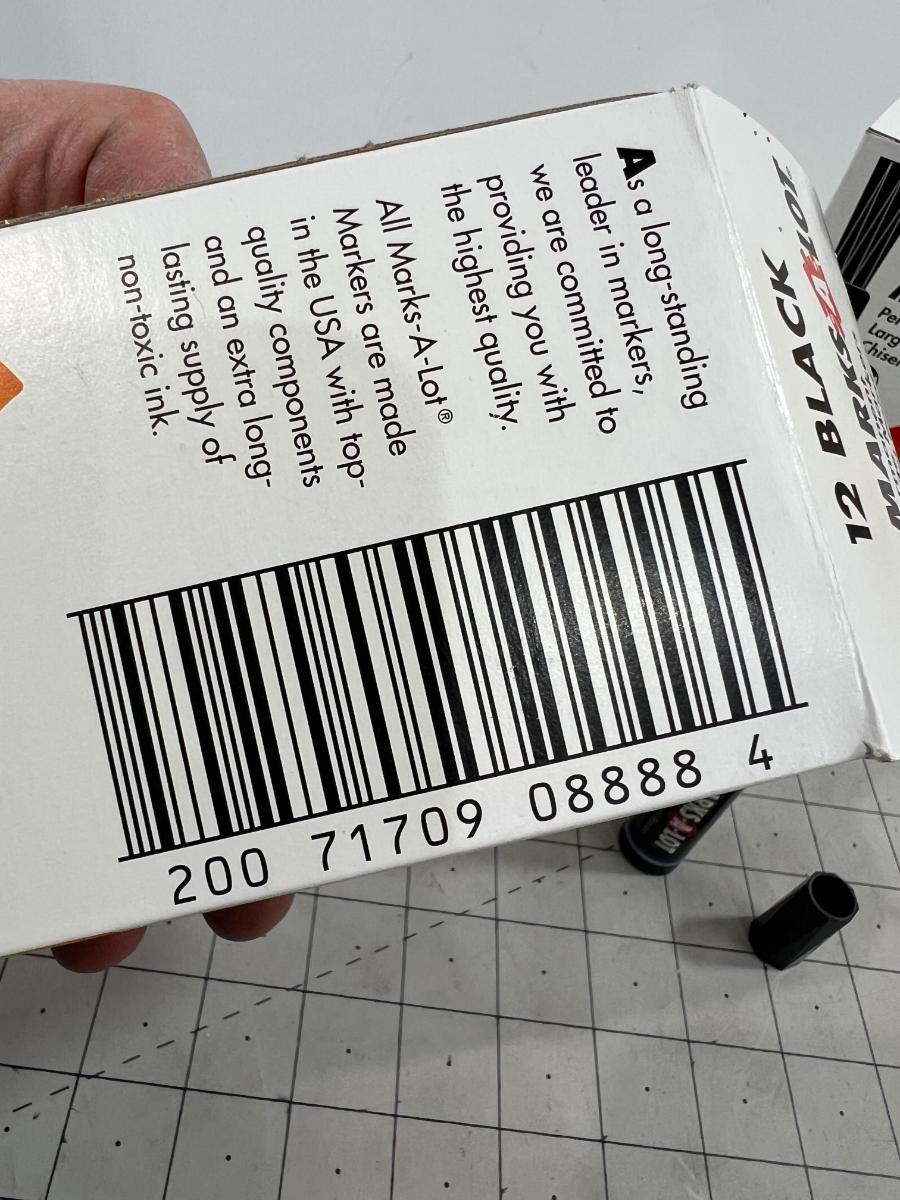 As a long-standing
leader in markers,
we are committed to
providing you with
the highest quality.
All Marks-A-Lot®
Markers are made
in the USA with top-
quality components
and an extra long-
lasting supply of
non-toxic ink.
200 71709 08888 4
12 BLACK
MARKS-A-LOT